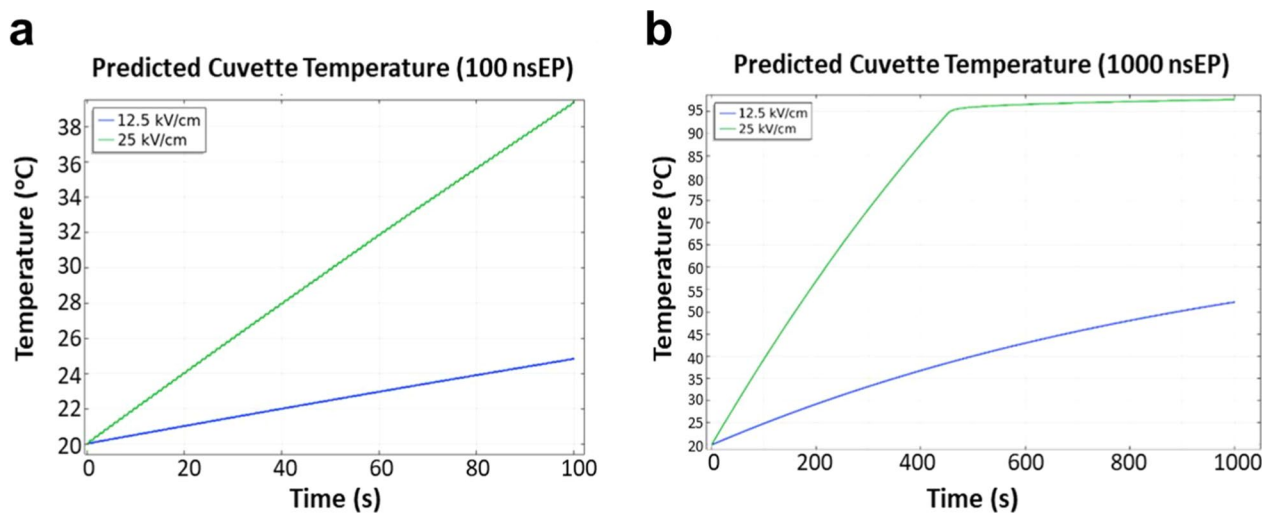 a
Predicted Cuvette Temperature (100 nsEP)
12.5 kV/cm
25 kV/cm
Temperature (°C)
38
36
34
32
30
28
26
24
22
20
0 20 40 60 80 100
Time (s)
b
Predicted Cuvette Temperature (1000 nsEP)
12.5 kV/cm
25 kV/cm
Temperature (°C)
95
90
85
80
75
70
65
60
55
50
45
40
35
30
25
20
0 200 400 600 800 1000
Time (s)